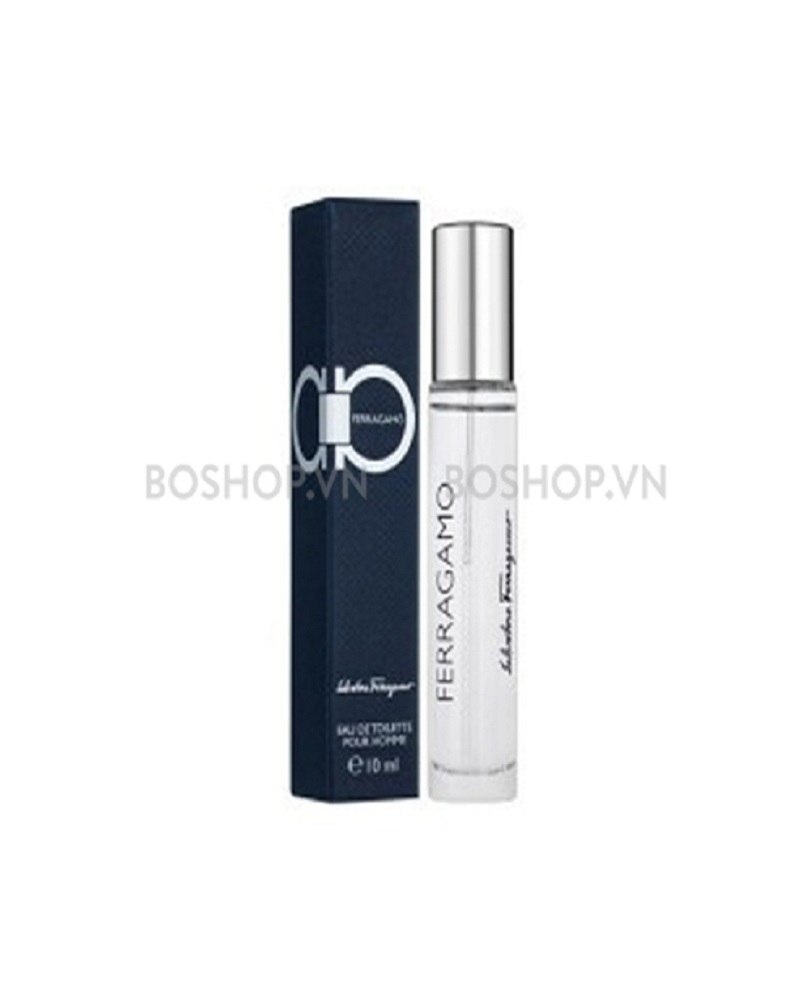 FERRAGAMO
BOSHOP.VN
BOSHOP.VN
Salvatore Ferragamo
EAU DE TOILETTE
POUR HOMME
℮ 10 ml
FERRAGAMO
Salvatore Ferragamo